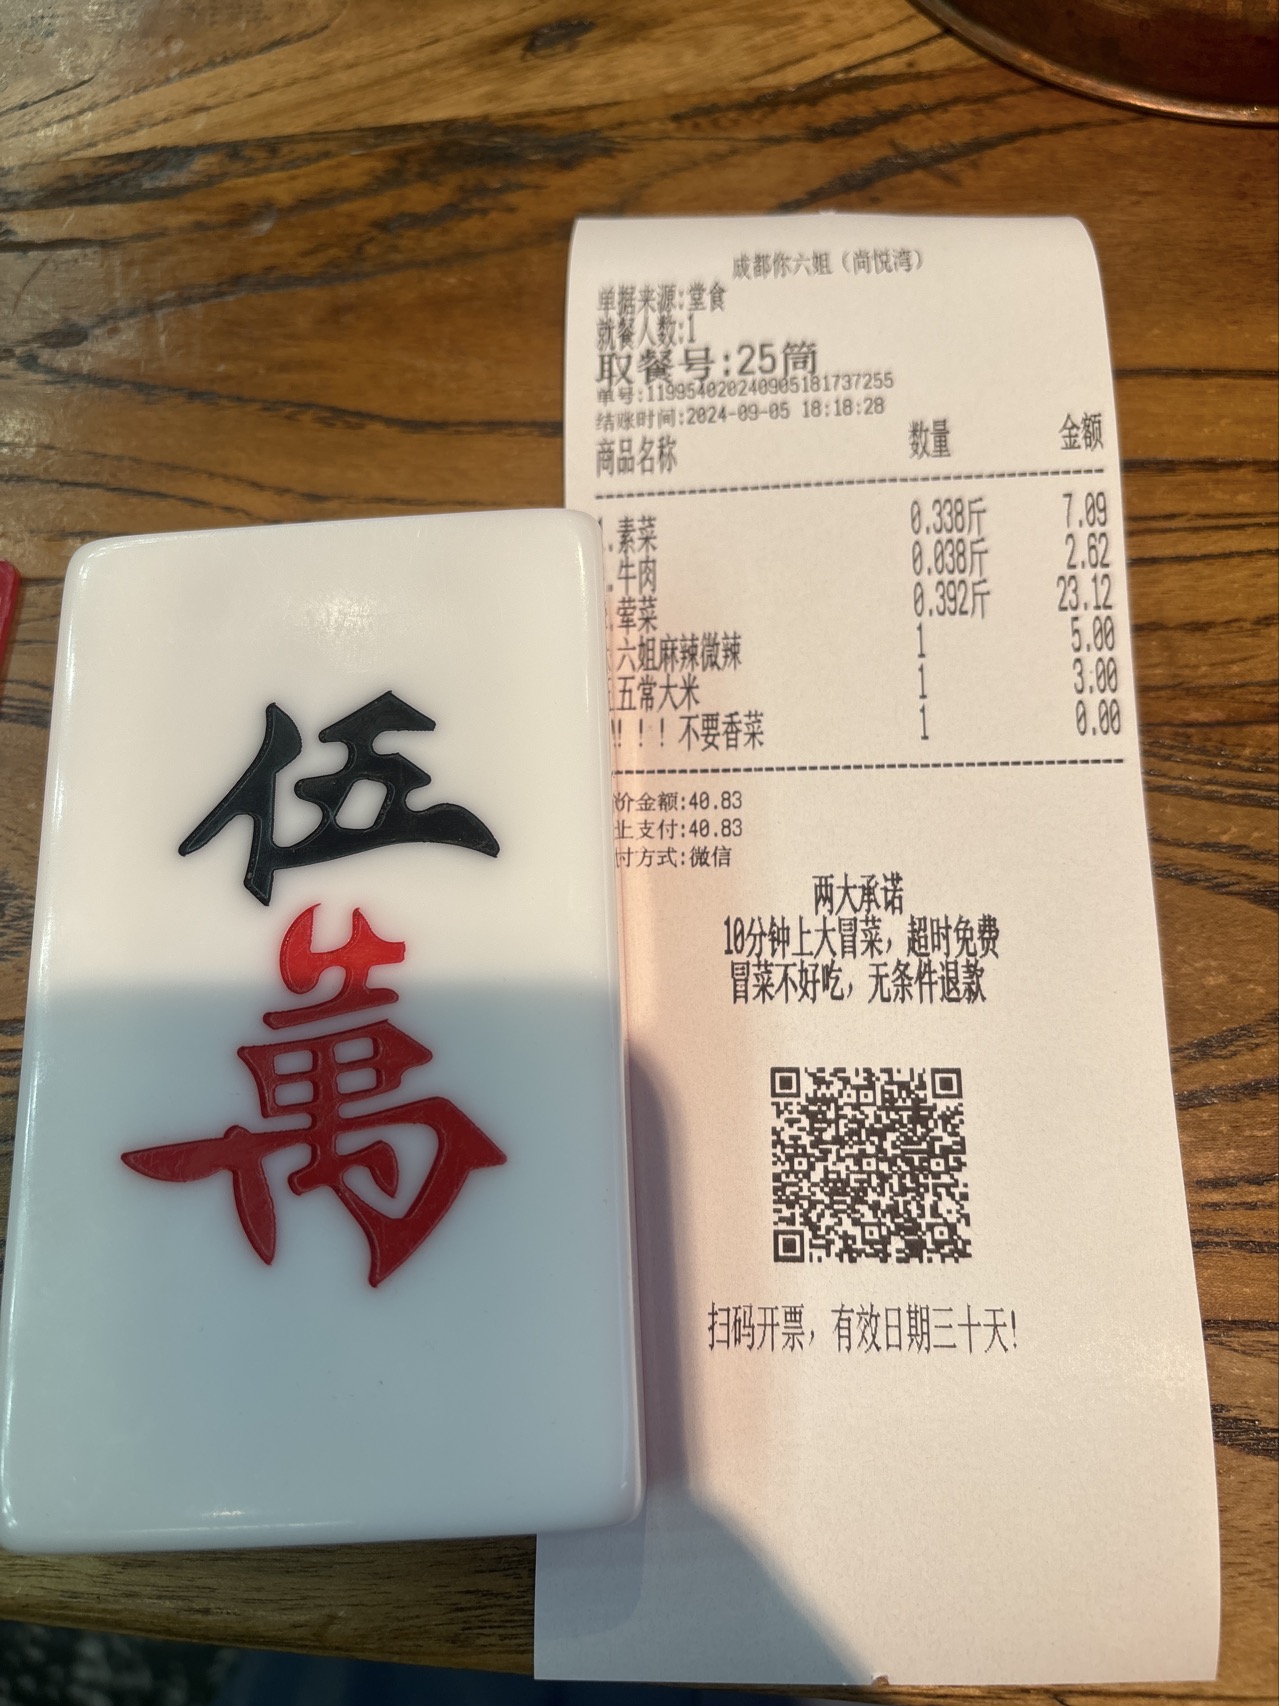 成都你六姐（尚悦湾）
单据来源:堂食
就餐人数:1
取餐号:25筒
单号:119954020240905181737255
结账时间:2024-09-05 18:18:28
商品名称 数量 金额
.素菜 0.338斤 7.09
.牛肉 0.038斤 2.62
.荤菜 0.392斤 23.12
六姐麻辣微辣 1 5.00
五常大米 1 3.00
！！！不要香菜 1 0.00
价金额:40.83
上支付:40.83
付方式:微信
两大承诺
10分钟上大冒菜，超时免费
冒菜不好吃，无条件退款
扫码开票，有效日期三十天!
伍
萬